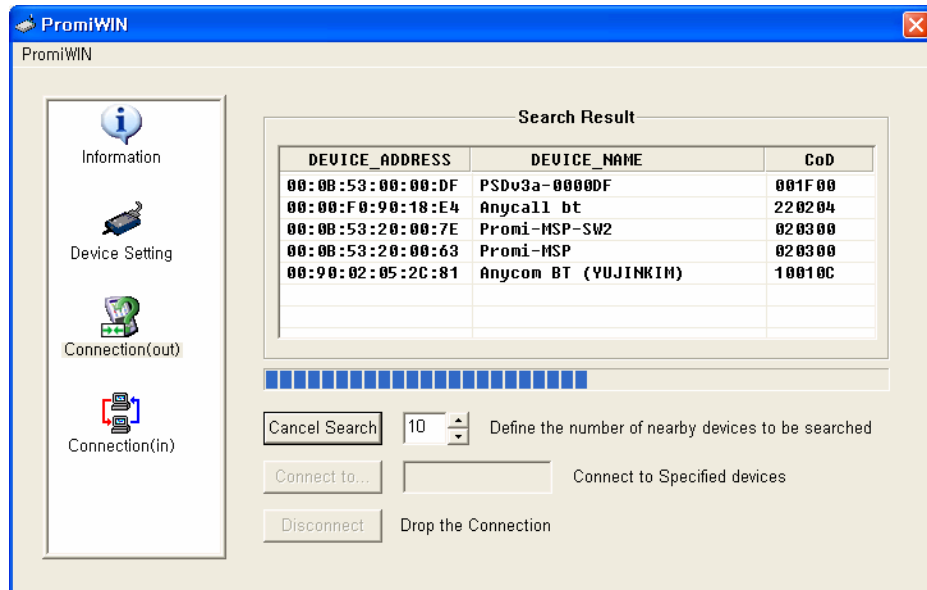 PromiWIN
PromiWIN
Information
Device Setting
Connection(out)
Connection(in)
Search Result
DEVICE_ADDRESS DEVICE_NAME CoD
00:0B:53:00:00:DF PSDv3a-0000DF 001F00
00:00:F0:90:18:E4 Anycall bt 220204
00:0B:53:20:00:7E Promi-MSP-SW2 020300
00:0B:53:20:00:63 Promi-MSP 020300
00:90:02:05:2C:81 Anycom BT (YUJINKIM) 10010C
Cancel Search 10 Define the number of nearby devices to be searched
Connect to... Connect to Specified devices
Disconnect Drop the Connection